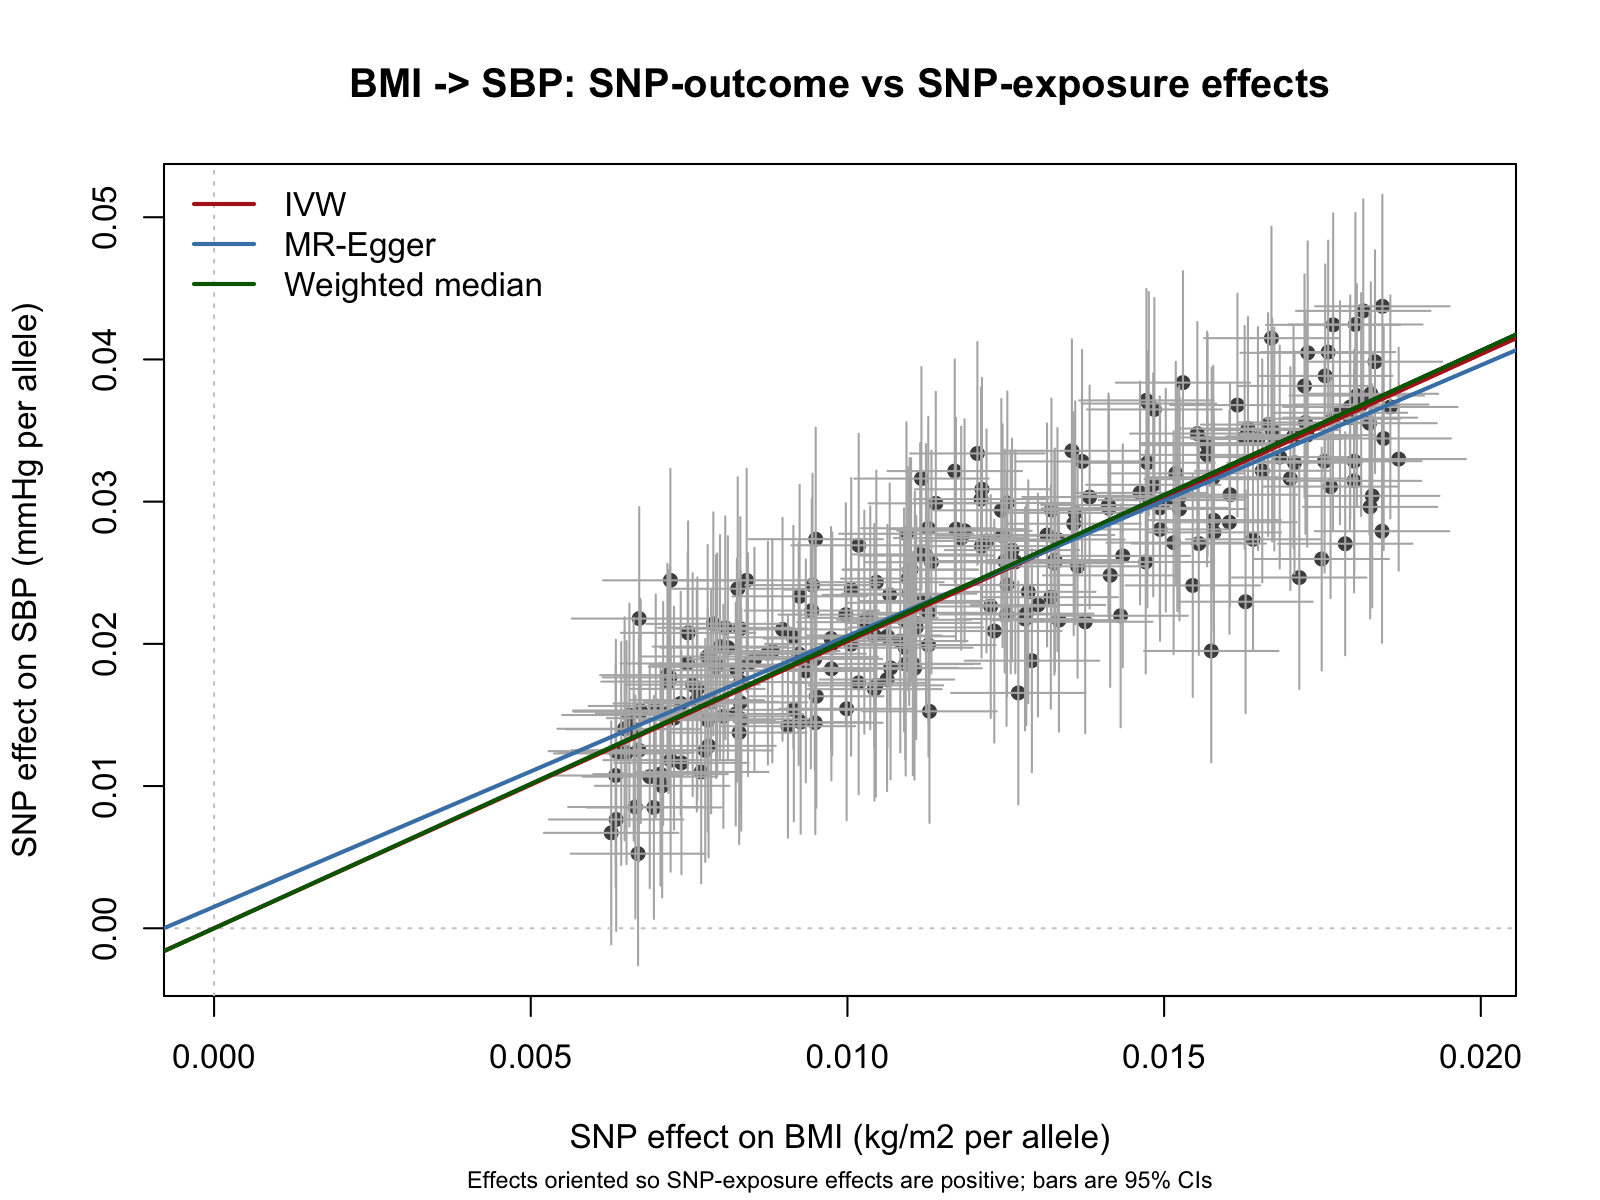 BMI -> SBP: SNP-outcome vs SNP-exposure effects
IVW
MR-Egger
Weighted median
SNP effect on SBP (mmHg per allele)
0.05
0.04
0.03
0.02
0.01
0.00
0.000 0.005 0.010 0.015 0.020
SNP effect on BMI (kg/m2 per allele)
Effects oriented so SNP-exposure effects are positive; bars are 95% CIs